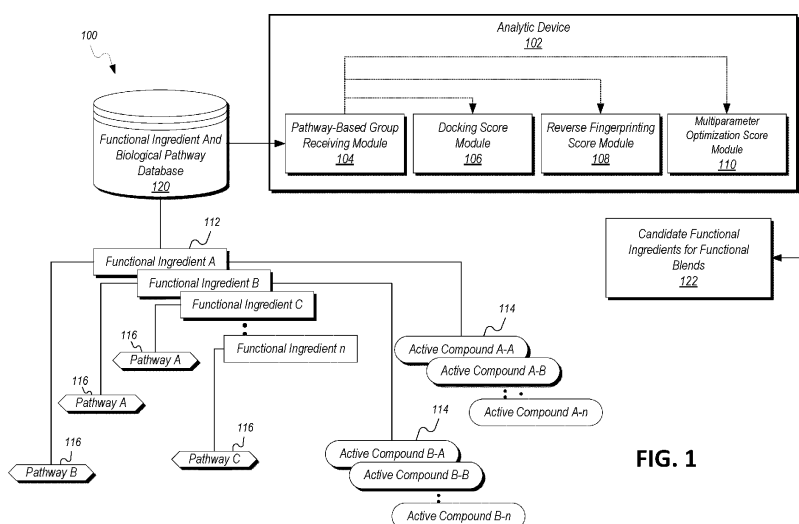 100
Analytic Device
102
Functional Ingredient And
Biological Pathway
Database
120
Pathway-Based Group
Receiving Module
104
Docking Score
Module
106
Reverse Fingerprinting
Score Module
108
Multiparameter
Optimization Score
Module
110
112
Functional Ingredient A
Functional Ingredient B
Functional Ingredient C
Functional Ingredient n
Candidate Functional
Ingredients for Functional
Blends
122
116
Pathway A
116
Pathway A
116
Pathway B
116
Pathway C
114
Active Compound A-A
Active Compound A-B
Active Compound A-n
114
Active Compound B-A
Active Compound B-B
Active Compound B-n
FIG. 1